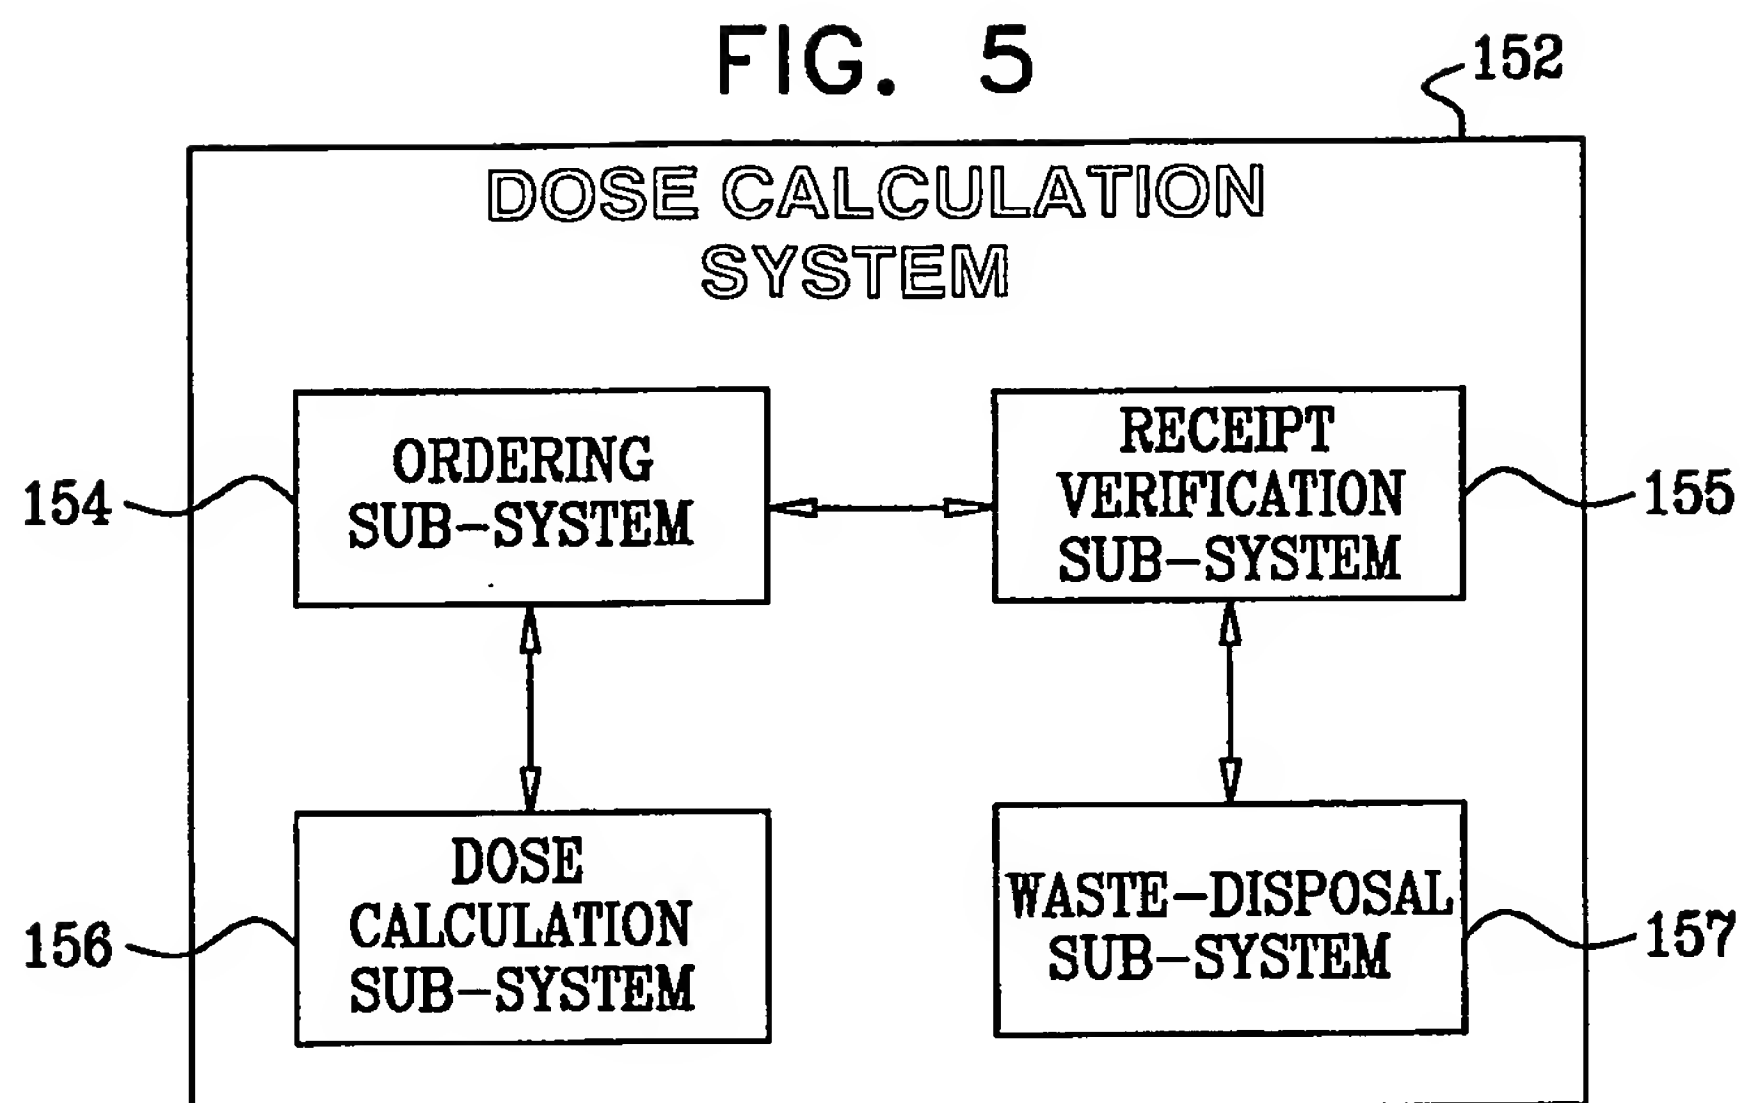 FIG. 5
152
DOSE CALCULATION
SYSTEM
154
ORDERING
SUB-SYSTEM
RECEIPT
VERIFICATION
SUB-SYSTEM
155
156
DOSE
CALCULATION
SUB-SYSTEM
WASTE-DISPOSAL
SUB-SYSTEM
157